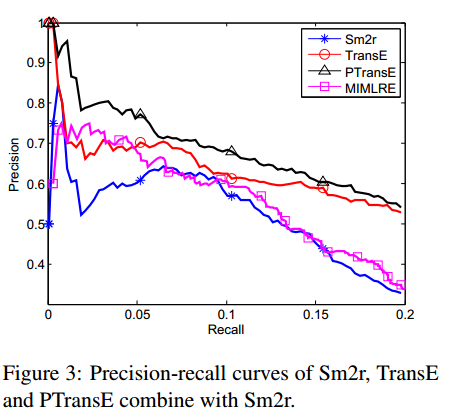 1
0.9
0.8
0.7
0.6
0.5
0.4
Precision
0
0.05
0.1
0.15
0.2
Recall
Sm2r
TransE
PTransE
MIMLRE
Figure 3: Precision-recall curves of Sm2r, TransE
and PTransE combine with Sm2r.